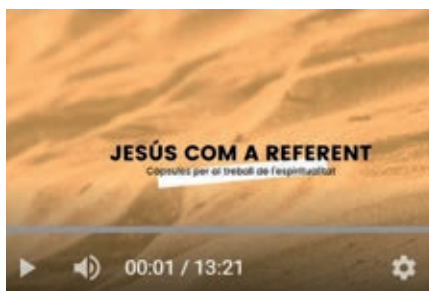 JESÚS COM A REFERENT
Càpsules per al treball de l'espiritualitat
00:01 / 13:21